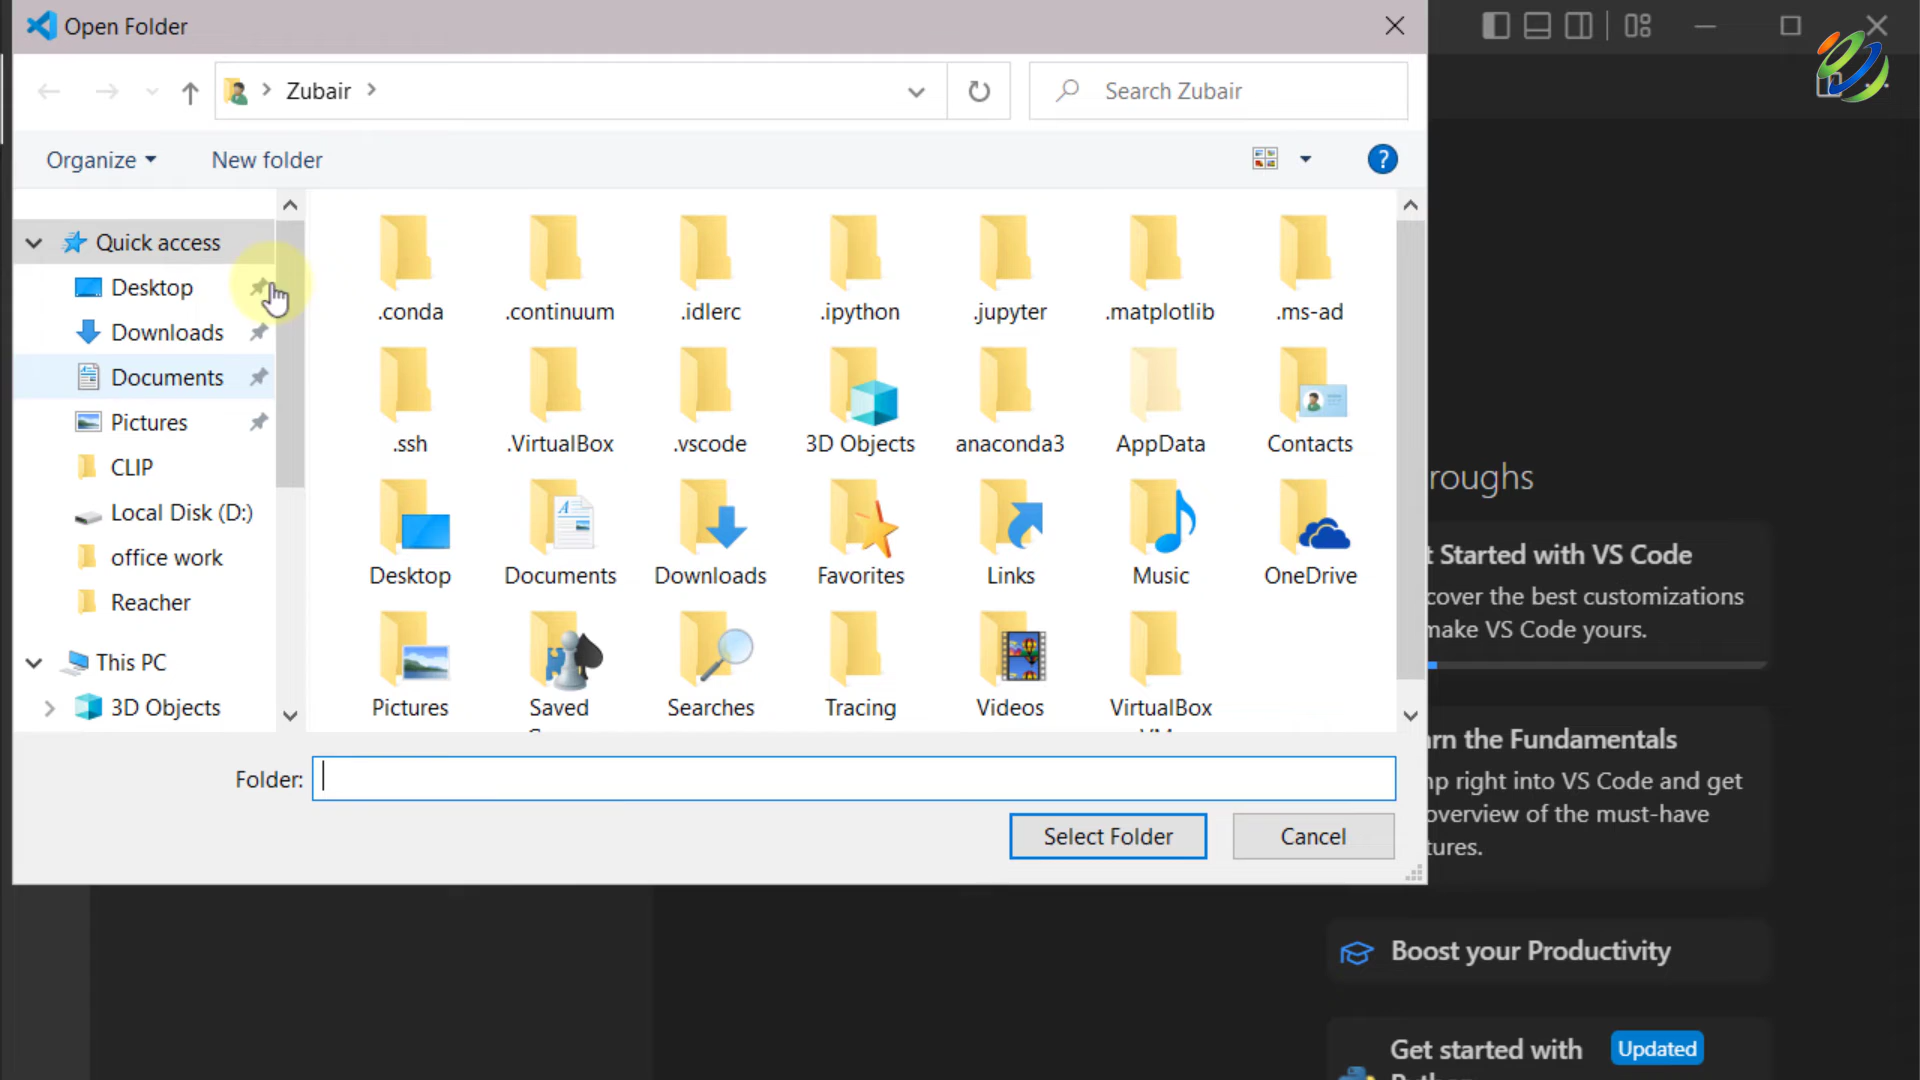 Open Folder
Zubair
Search Zubair
Organize
New folder
Quick access
Desktop
Downloads
Documents
Pictures
CLIP
Local Disk (D:)
office work
Reacher
This PC
3D Objects
.conda
.continuum
.idlerc
.ipython
.jupyter
.matplotlib
.ms-ad
.ssh
.VirtualBox
.vscode
3D Objects
anaconda3
AppData
Contacts
Desktop
Documents
Downloads
Favorites
Links
Music
OneDrive
Pictures
Saved
Searches
Tracing
Videos
VirtualBox
Folder:
Select Folder
Cancel
roughs
t Started with VS Code
cover the best customizations
make VS Code yours.
rn the Fundamentals
p right into VS Code and get
overview of the must-have
tures.
Boost your Productivity
Get started with
Updated